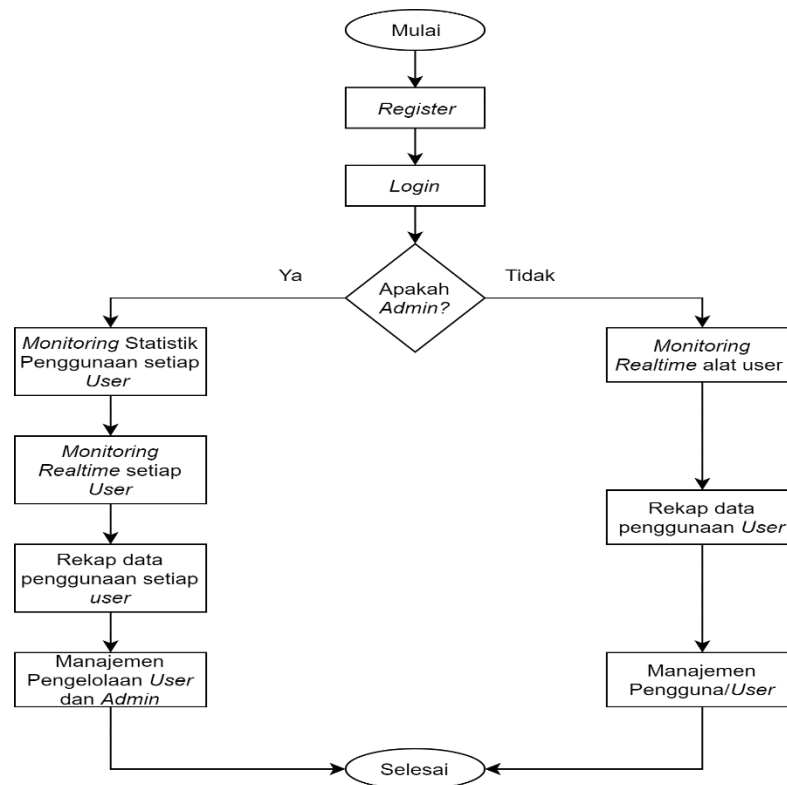 Mulai
Register
Login
Apakah
Admin?
Ya
Tidak
Monitoring Statistik
Penggunaan setiap
User
Monitoring
Realtime setiap
User
Rekap data
penggunaan setiap
user
Manajemen
Pengelolaan User
dan Admin
Monitoring
Realtime alat user
Rekap data
penggunaan User
Manajemen
Pengguna/User
Selesai